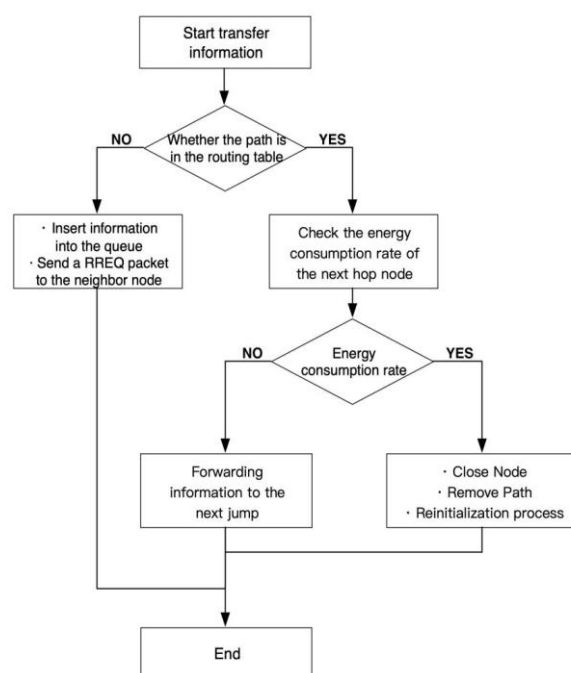 Start transfer
information
Whether the path is
in the routing table
NO
YES
· Insert information
into the queue
· Send a RREQ packet
to the neighbor node
Check the energy
consumption rate of
the next hop node
Energy
consumption rate
NO
YES
Forwarding
information to the
next jump
· Close Node
· Remove Path
· Reinitialization process
End